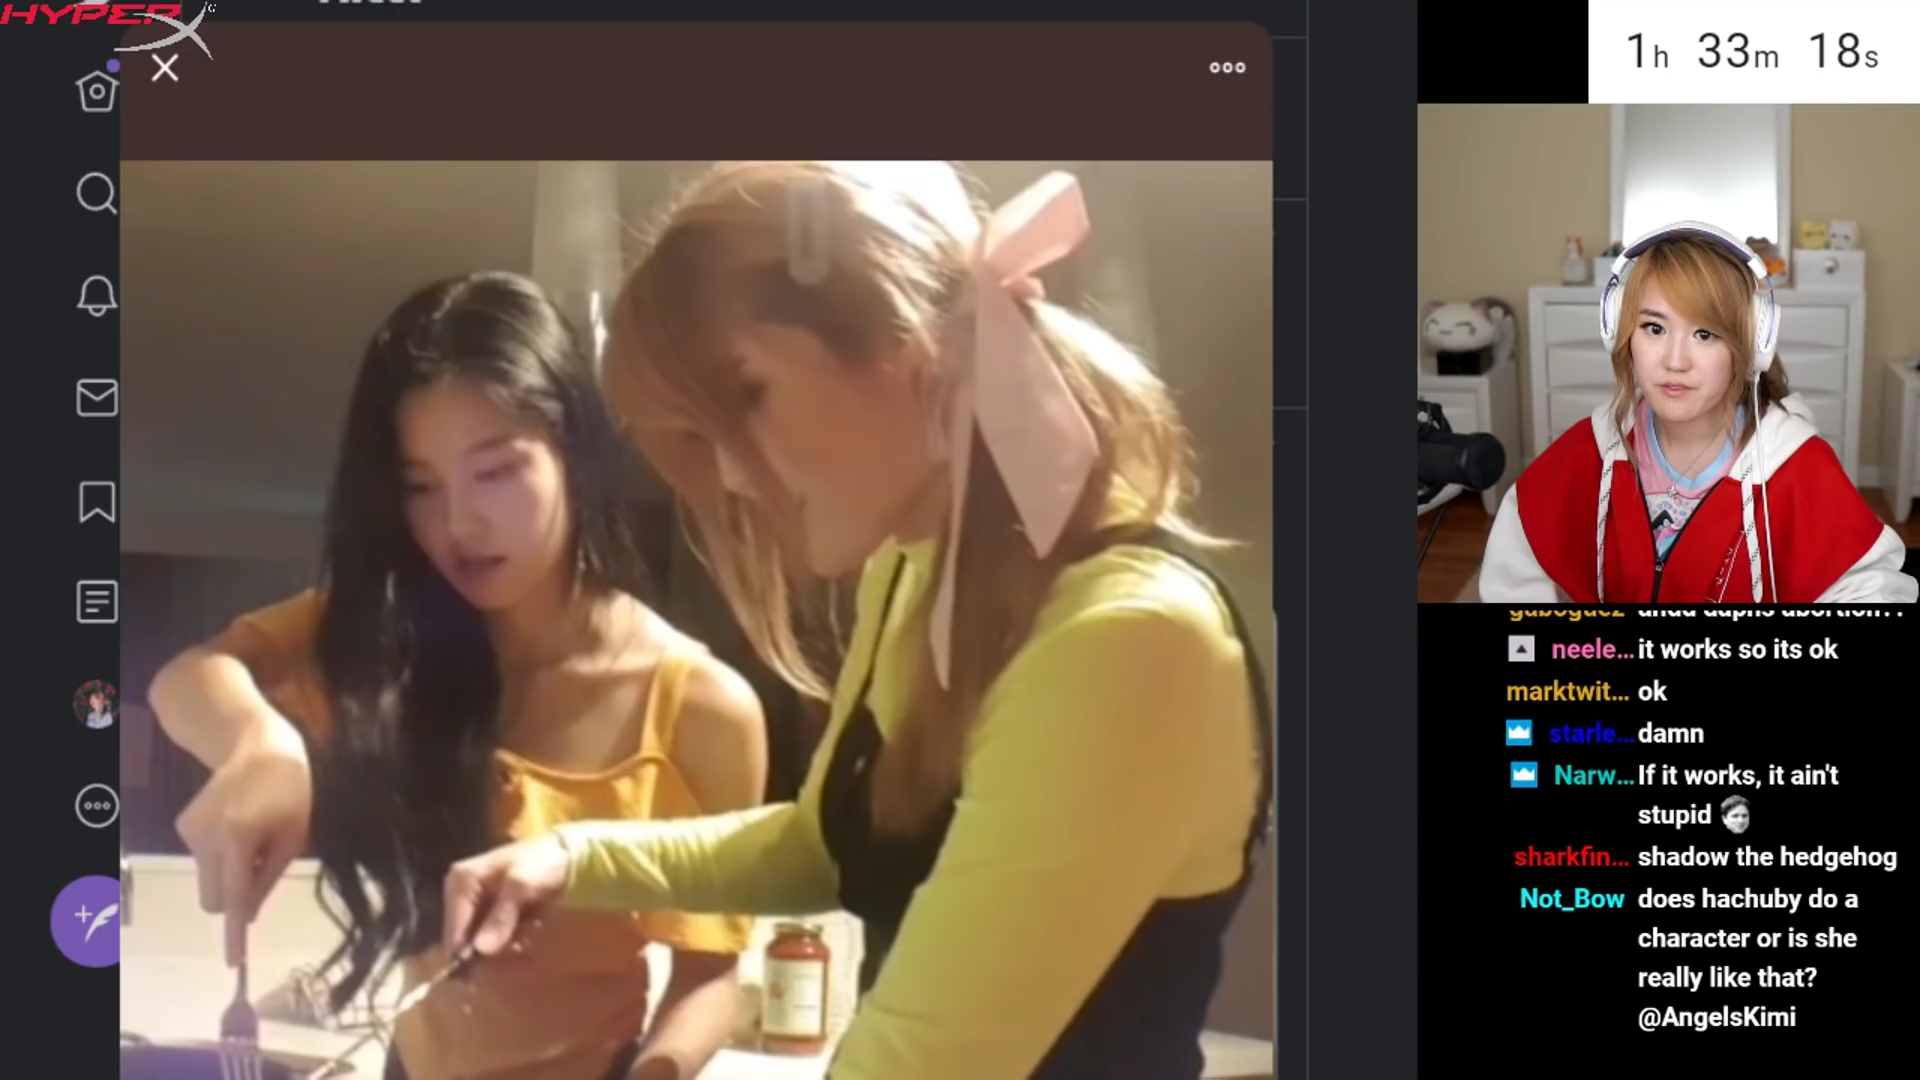 HYPERX
1h 33m 18s
neele... it works so its ok
marktwit... ok
starle... damn
Narw... If it works, it ain't
stupid
sharkfin... shadow the hedgehog
Not_Bow does hachuby do a
character or is she
really like that?
@AngelsKimi